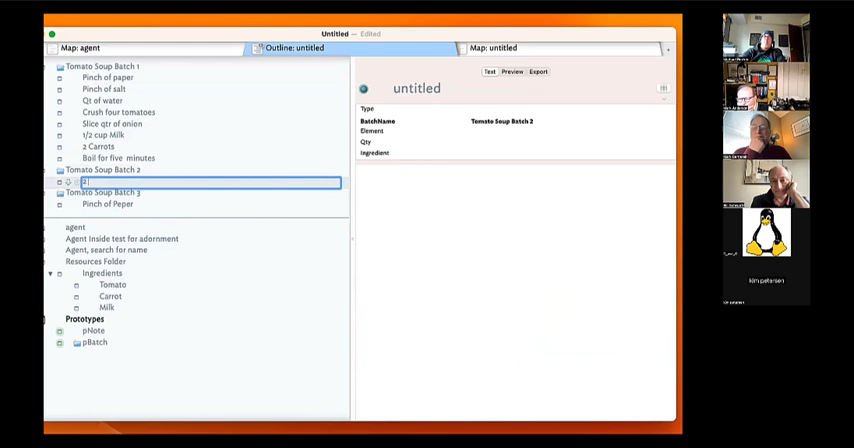 Untitled — Edited
Map: agent
Outline: untitled
Map: untitled
Tomato Soup Batch 1
Pinch of paper
Pinch of salt
Qt of water
Crush four tomatoes
Slice qtr of onion
1/2 cup Milk
2 Carrots
Boil for five minutes
Tomato Soup Batch 2
2
Tomato Soup Batch 3
Pinch of Peper
agent
Agent Inside test for adornment
Agent, search for name
Resources Folder
Ingredients
Tomato
Carrot
Milk
Prototypes
pNote
pBatch
Text Preview Export
untitled
Type
BatchName Tomato Soup Batch 2
Element
Qty
Ingredient
kim petersen